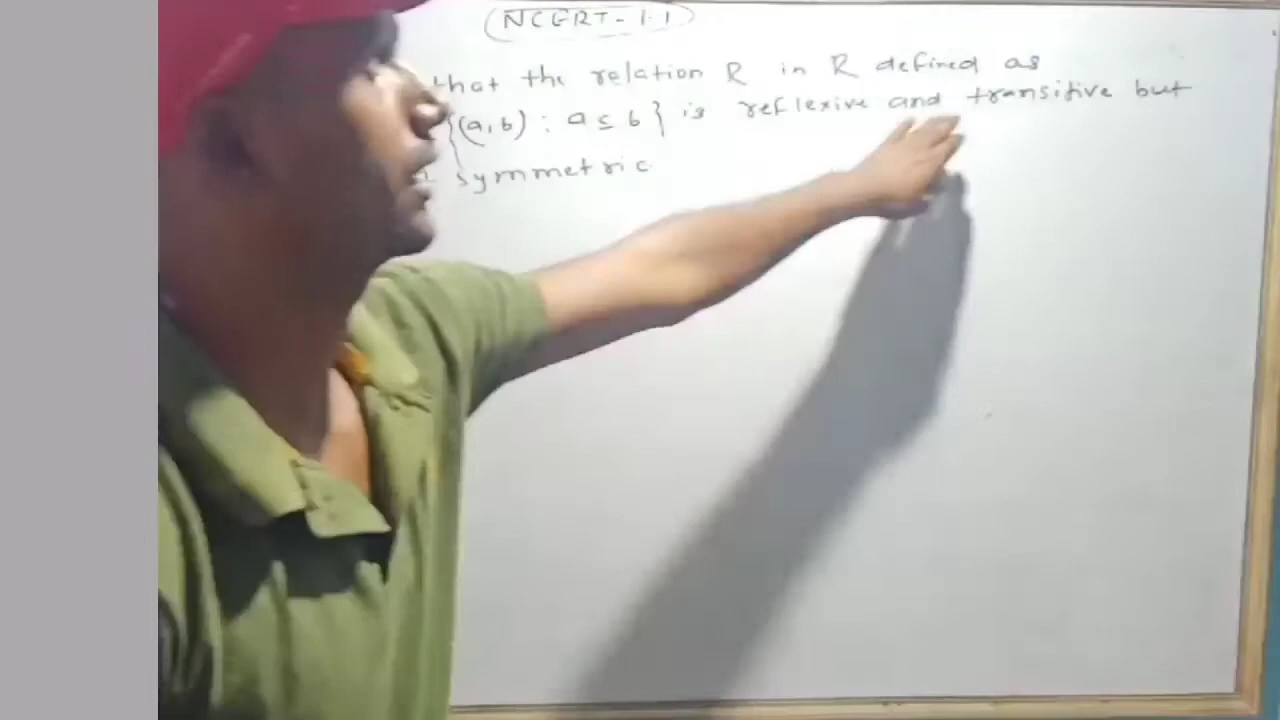 NCERT - 1.1
that the relation R in R defined as
{(a,b) : a ≤ b} is reflexive and transitive but
symmetric